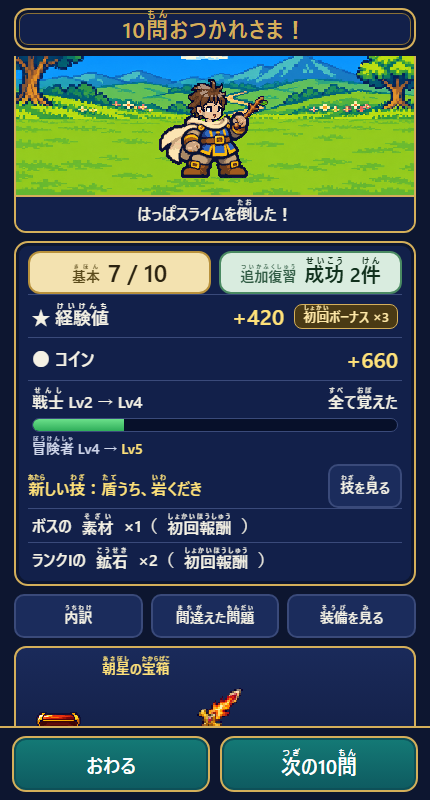 10問おつかれさま！
はっぱスライムを倒した！
基本 7 / 10
追加復習 成功 2件
★ 経験値 +420 初回ボーナス ×3
コイン +660
戦士 Lv2 → Lv4 全て覚えた
冒険者 Lv4 → Lv5
新しい技：盾うち、岩くだき 技を見る
ボスの 素材 ×1（ 初回報酬 ）
ランクIの 鉱石 ×2（ 初回報酬 ）
内訳 間違えた問題 装備を見る
朝星の宝箱
おわる 次の10問